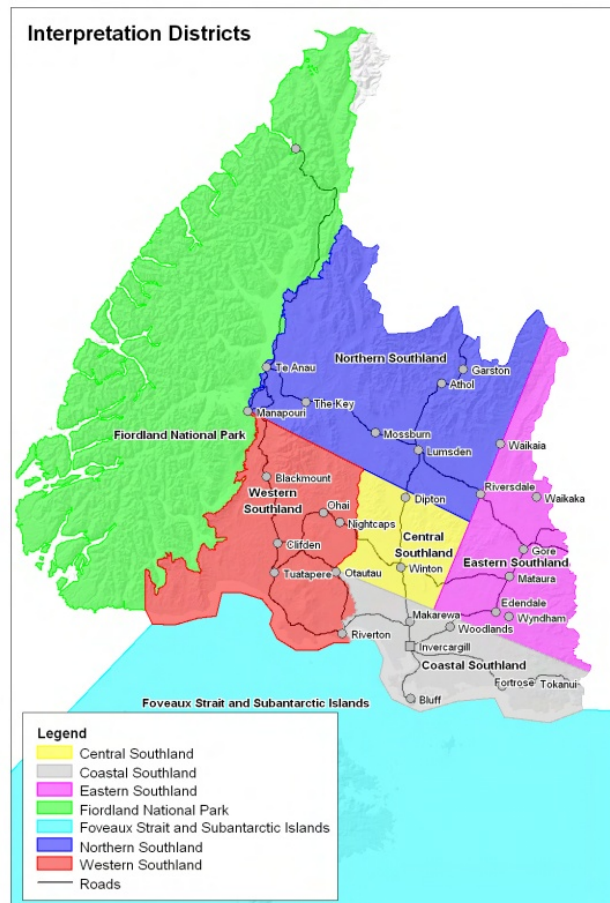 Interpretation Districts
Northern Southland
Garston
Te Anau
Athol
The Key
Manapouri
Fiordland National Park
Mossburn
Waikaia
Lumsden
Blackmount
Western
Southland
Ohai
Dipton
Riversdale
Waikaka
Nightcaps
Central
Southland
Clifden
Gore
Eastern Southland
Tuatapere
Otautau
Winton
Mataura
Edendale
Makarewa
Woodlands
Wyndham
Riverton
Invercargill
Coastal Southland
Fortrose
Tokanui
Bluff
Foveaux Strait and Subantarctic Islands
Legend
Central Southland
Coastal Southland
Eastern Southland
Fiordland National Park
Foveaux Strait and Subantarctic Islands
Northern Southland
Western Southland
Roads